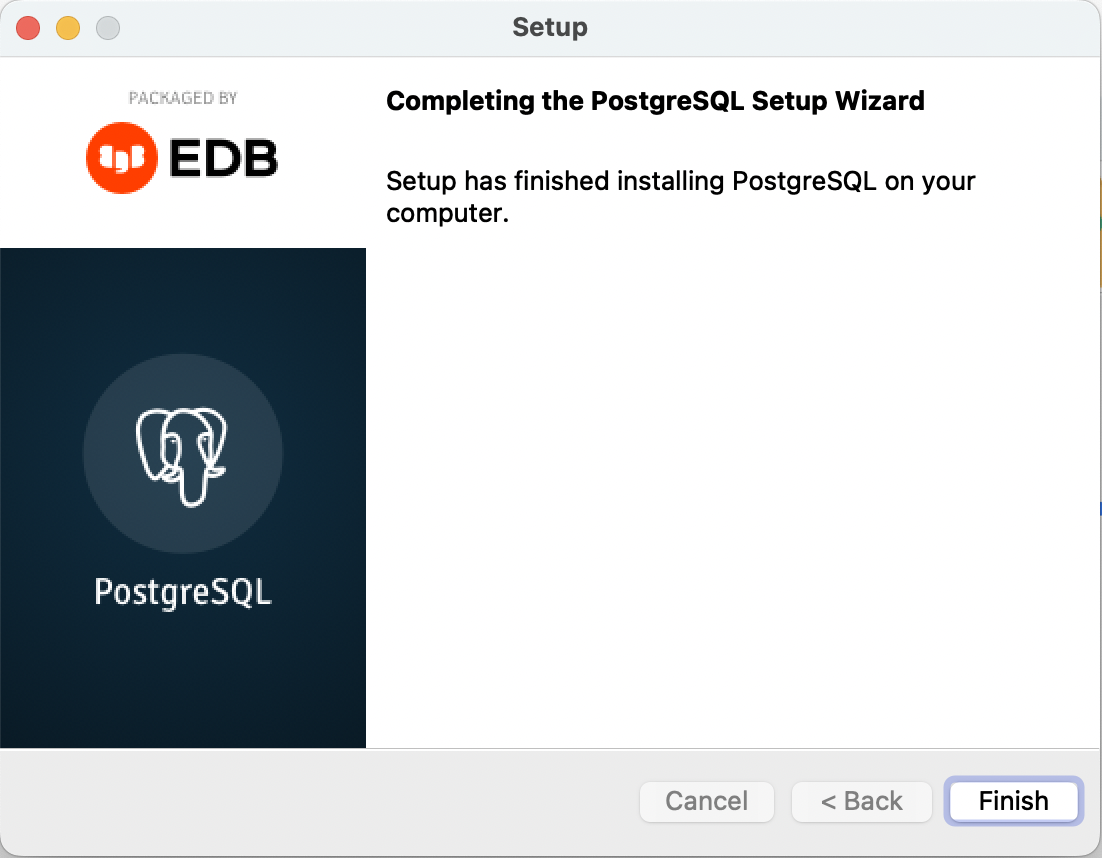 Setup
PACKAGED BY
EDB
PostgreSQL
Completing the PostgreSQL Setup Wizard
Setup has finished installing PostgreSQL on your
computer.
Cancel
< Back
Finish